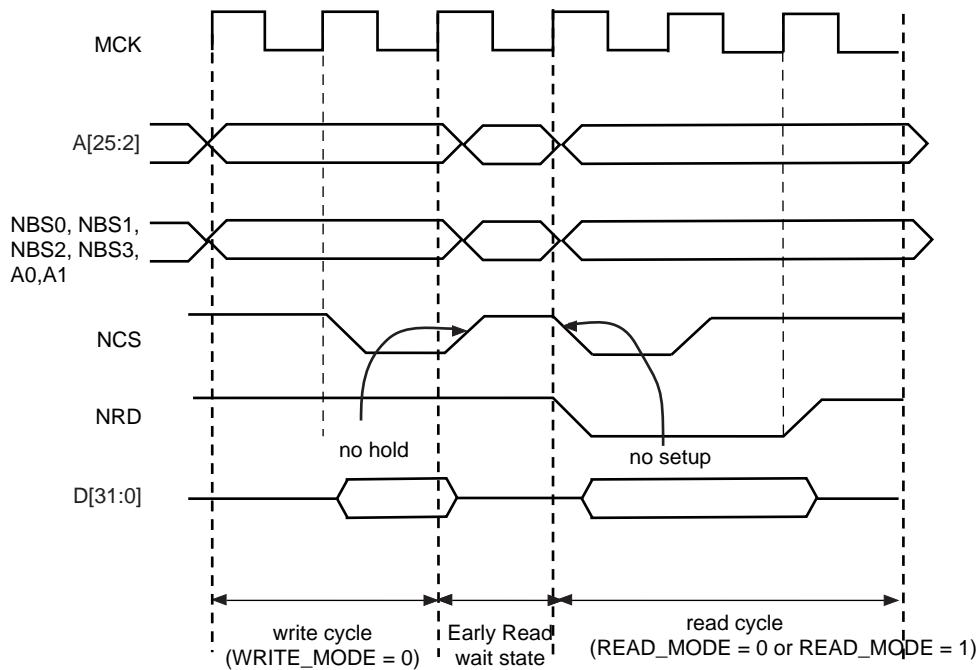 MCK
A[25:2]
NBS0, NBS1,
NBS2, NBS3,
A0,A1
NCS
NRD
no hold
no setup
D[31:0]
write cycle
(WRITE_MODE = 0)
Early Read
wait state
read cycle
(READ_MODE = 0 or READ_MODE = 1)